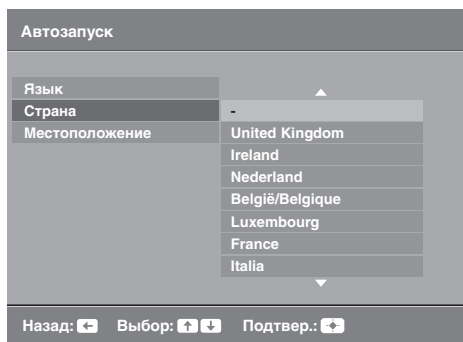 Автозапуск
Язык
Страна
-
Местоположение
United Kingdom
Ireland
Nederland
België/Belgique
Luxembourg
France
Italia
Назад: Выбор: Подтвер.: